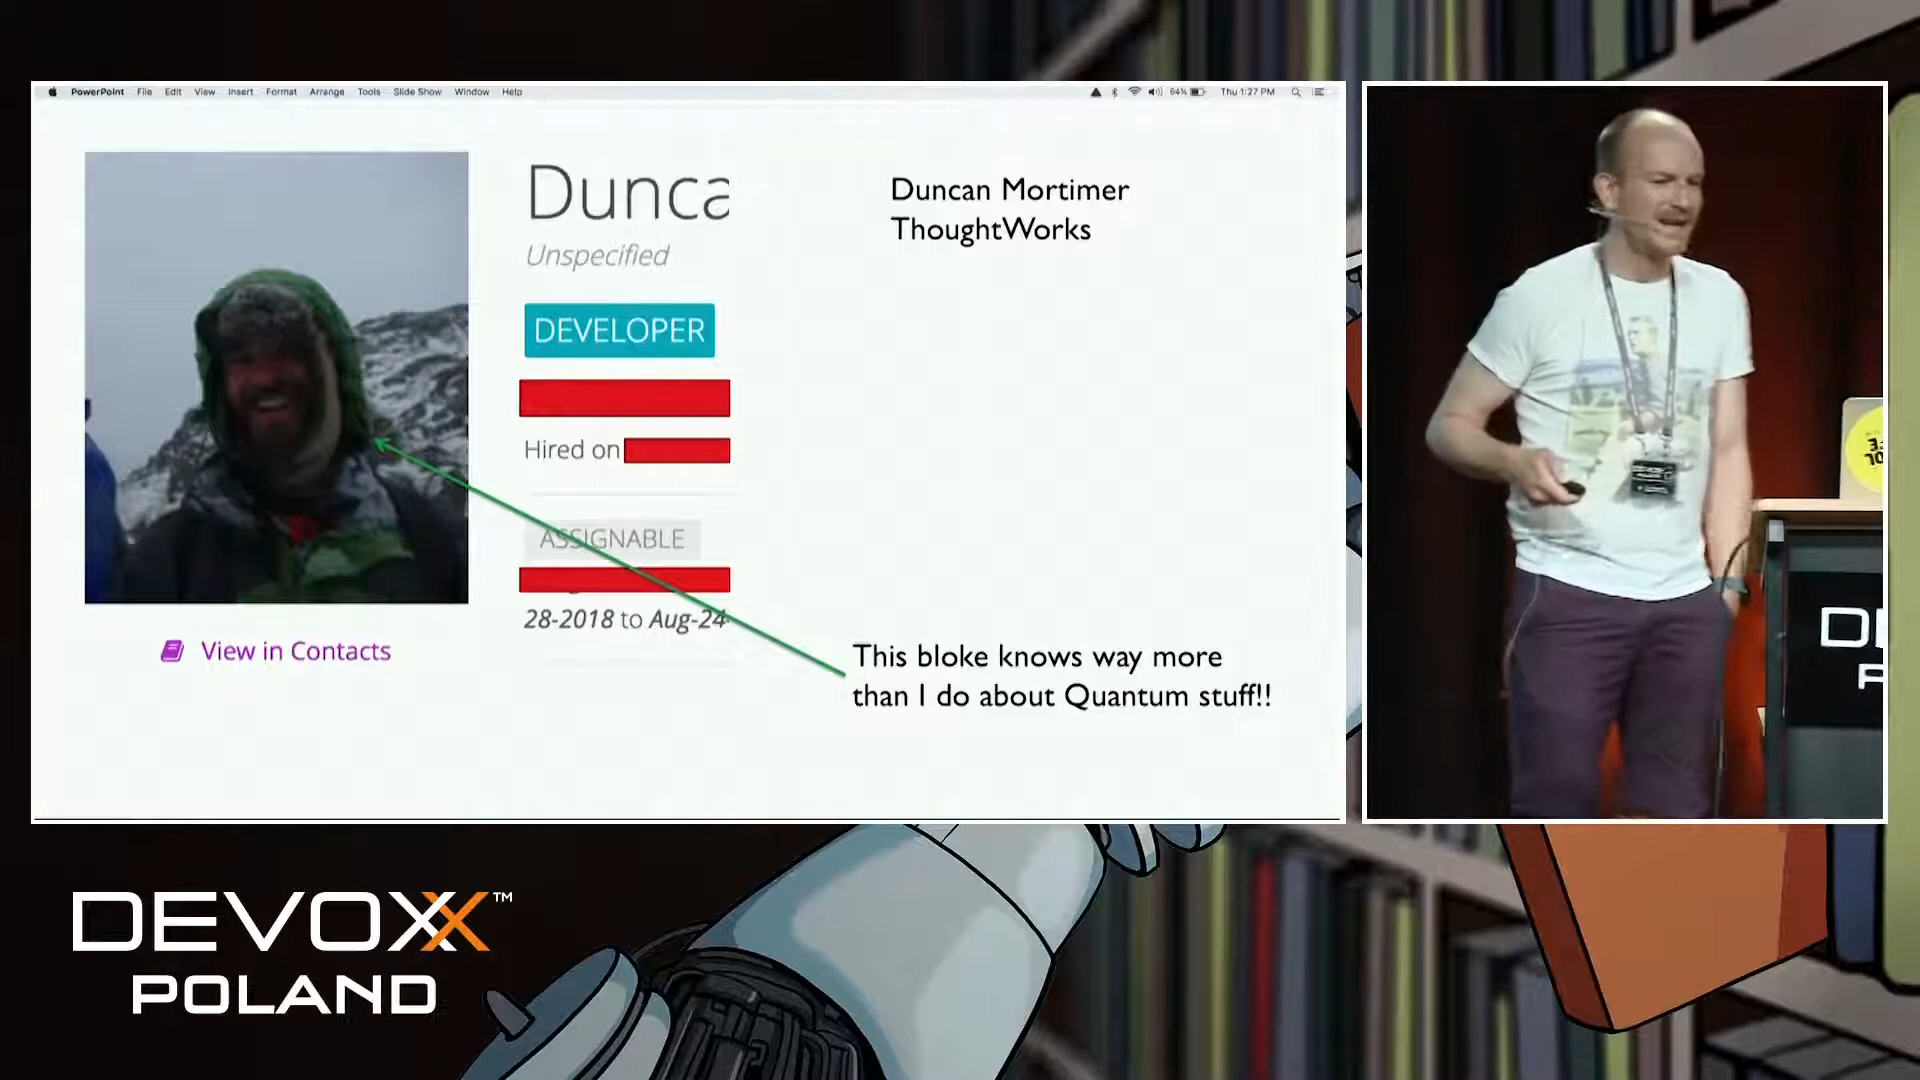 PowerPoint File Edit View Insert Format Arrange Tools Slide Show Window Help
64% Thu 1:27 PM
Dunca
Unspecified
DEVELOPER
Hired on
ASSIGNABLE
28-2018 to Aug-24
View in Contacts
Duncan Mortimer
ThoughtWorks
This bloke knows way more
than I do about Quantum stuff!!
DEVOXX™
POLAND